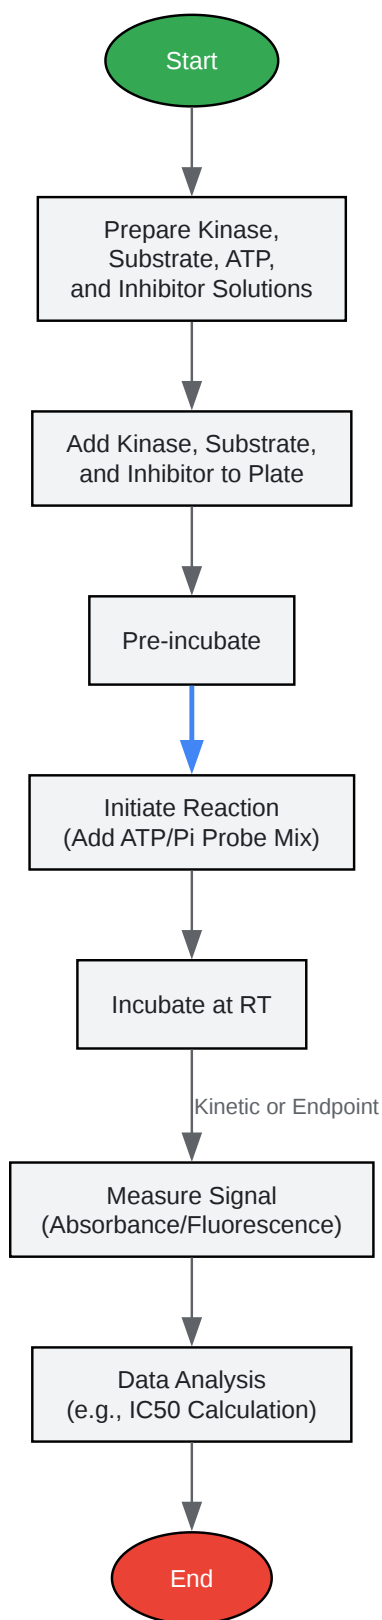 Start
Prepare Kinase,
Substrate, ATP,
and Inhibitor Solutions
Add Kinase, Substrate,
and Inhibitor to Plate
Pre-incubate
Initiate Reaction
(Add ATP/Pi Probe Mix)
Incubate at RT
Kinetic or Endpoint
Measure Signal
(Absorbance/Fluorescence)
Data Analysis
(e.g., IC50 Calculation)
End